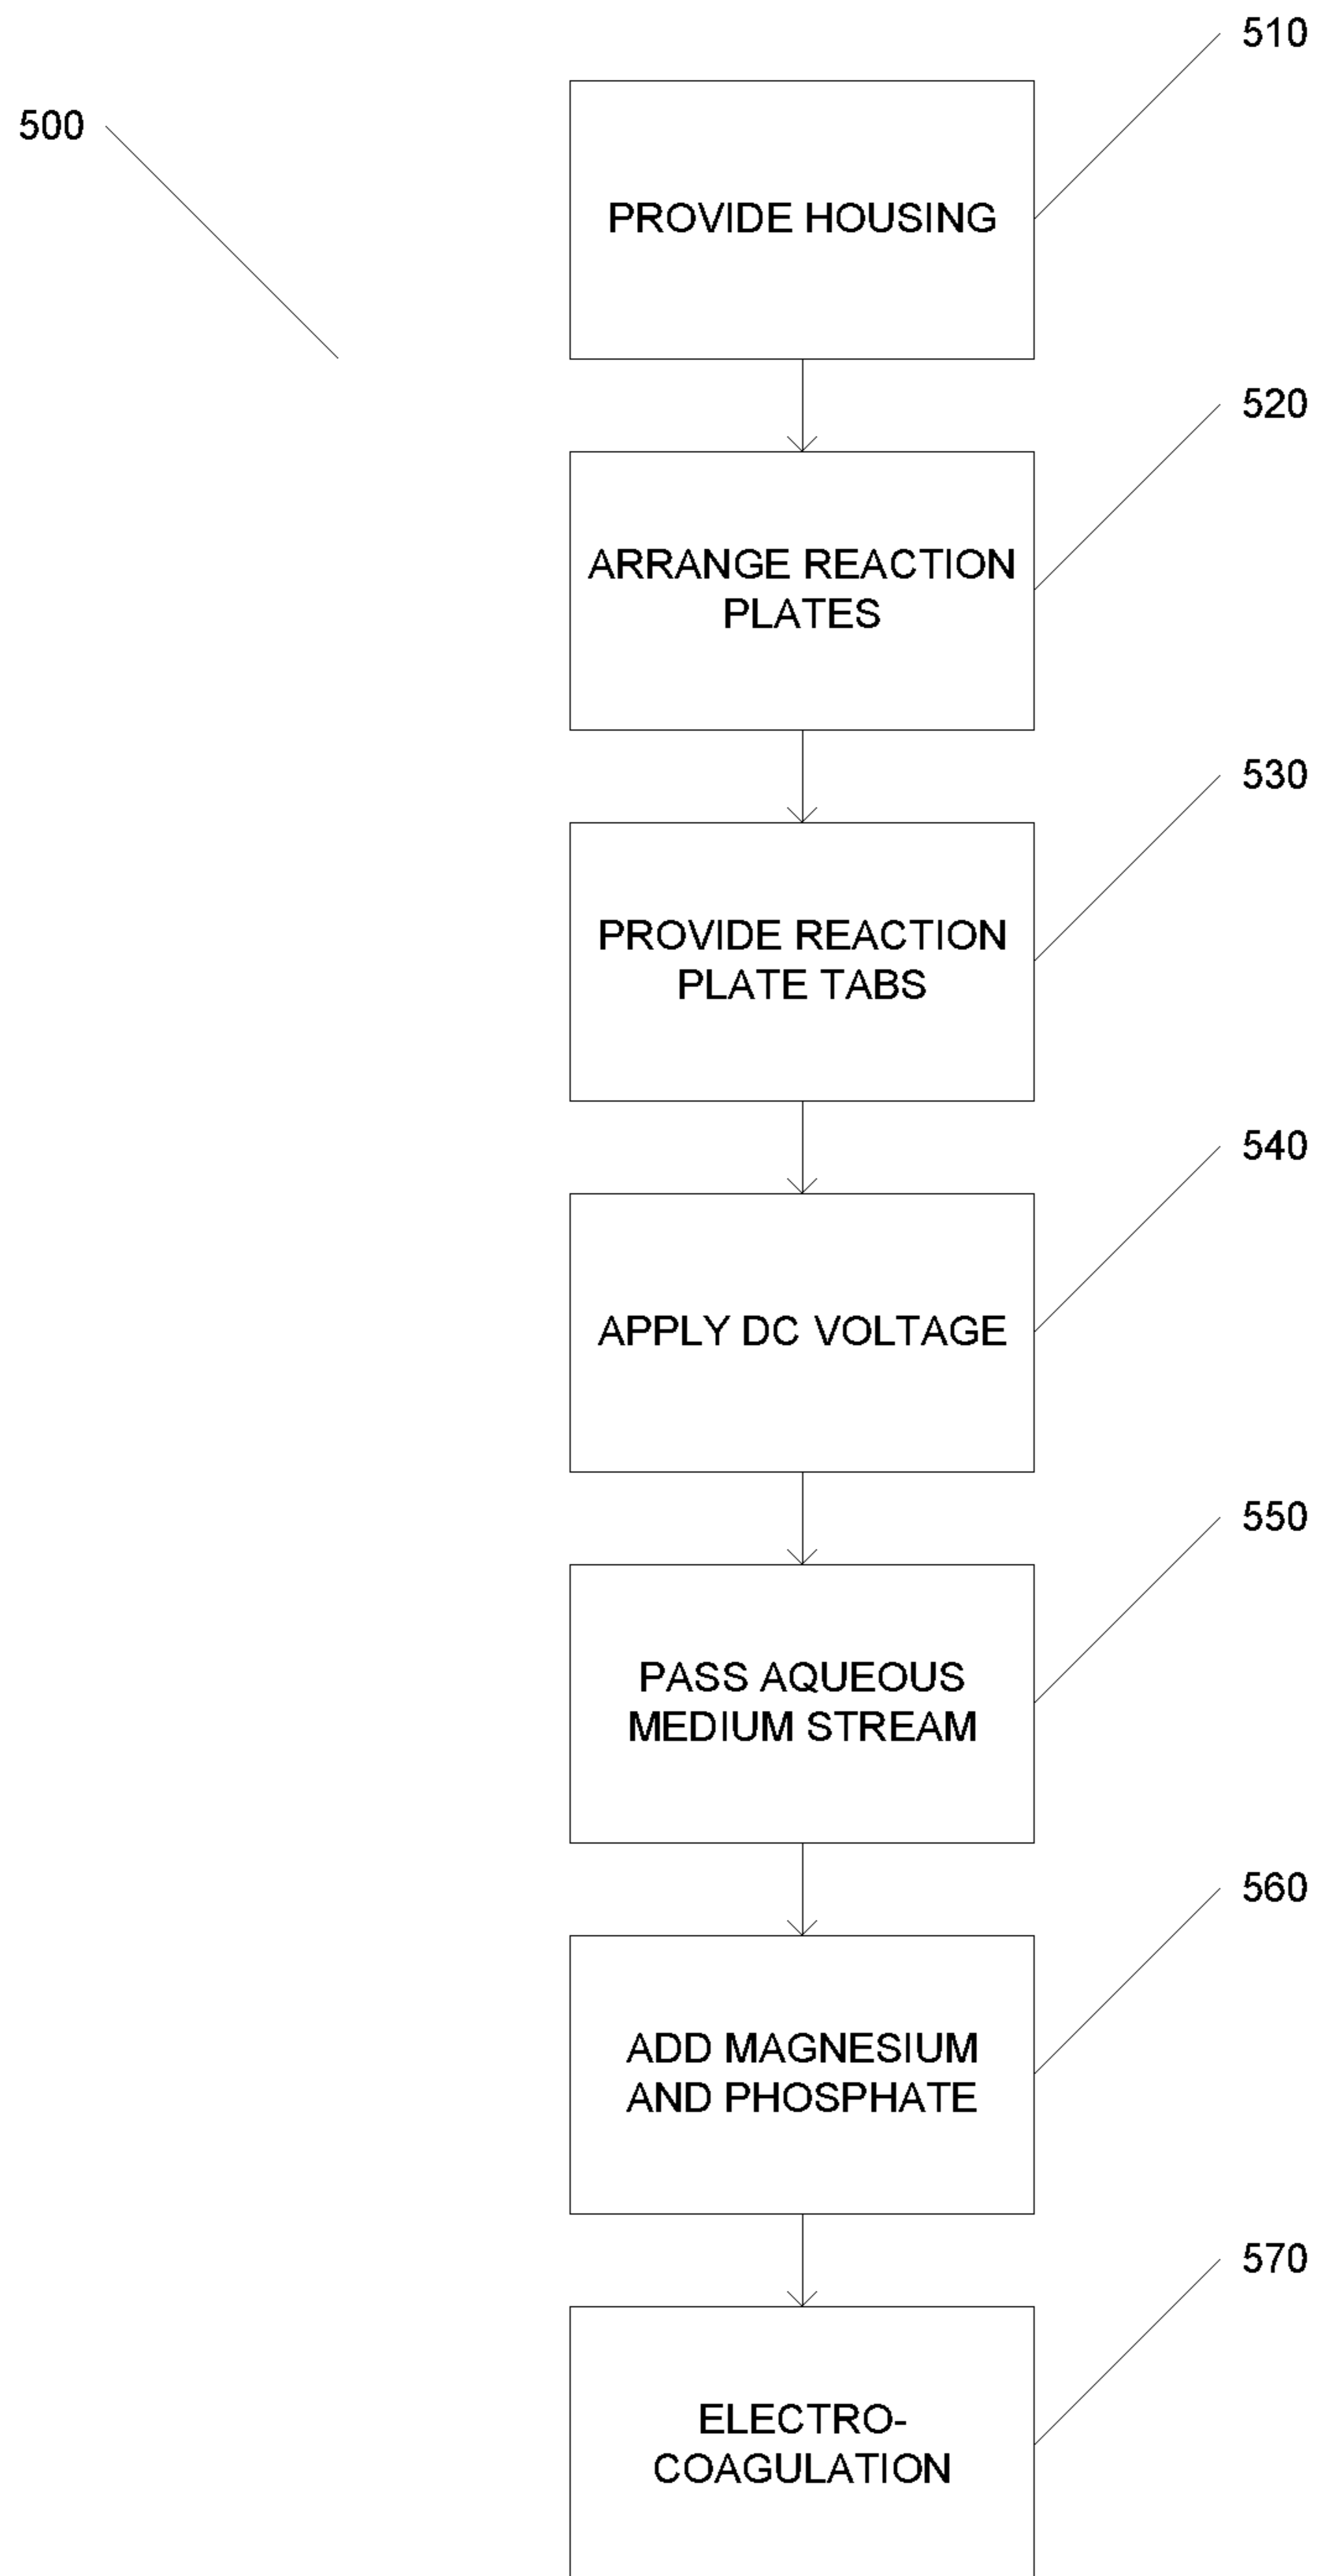 510
500
PROVIDE HOUSING
520
ARRANGE REACTION
PLATES
530
PROVIDE REACTION
PLATE TABS
540
APPLY DC VOLTAGE
550
PASS AQUEOUS
MEDIUM STREAM
560
ADD MAGNESIUM
AND PHOSPHATE
570
ELECTRO-
COAGULATION